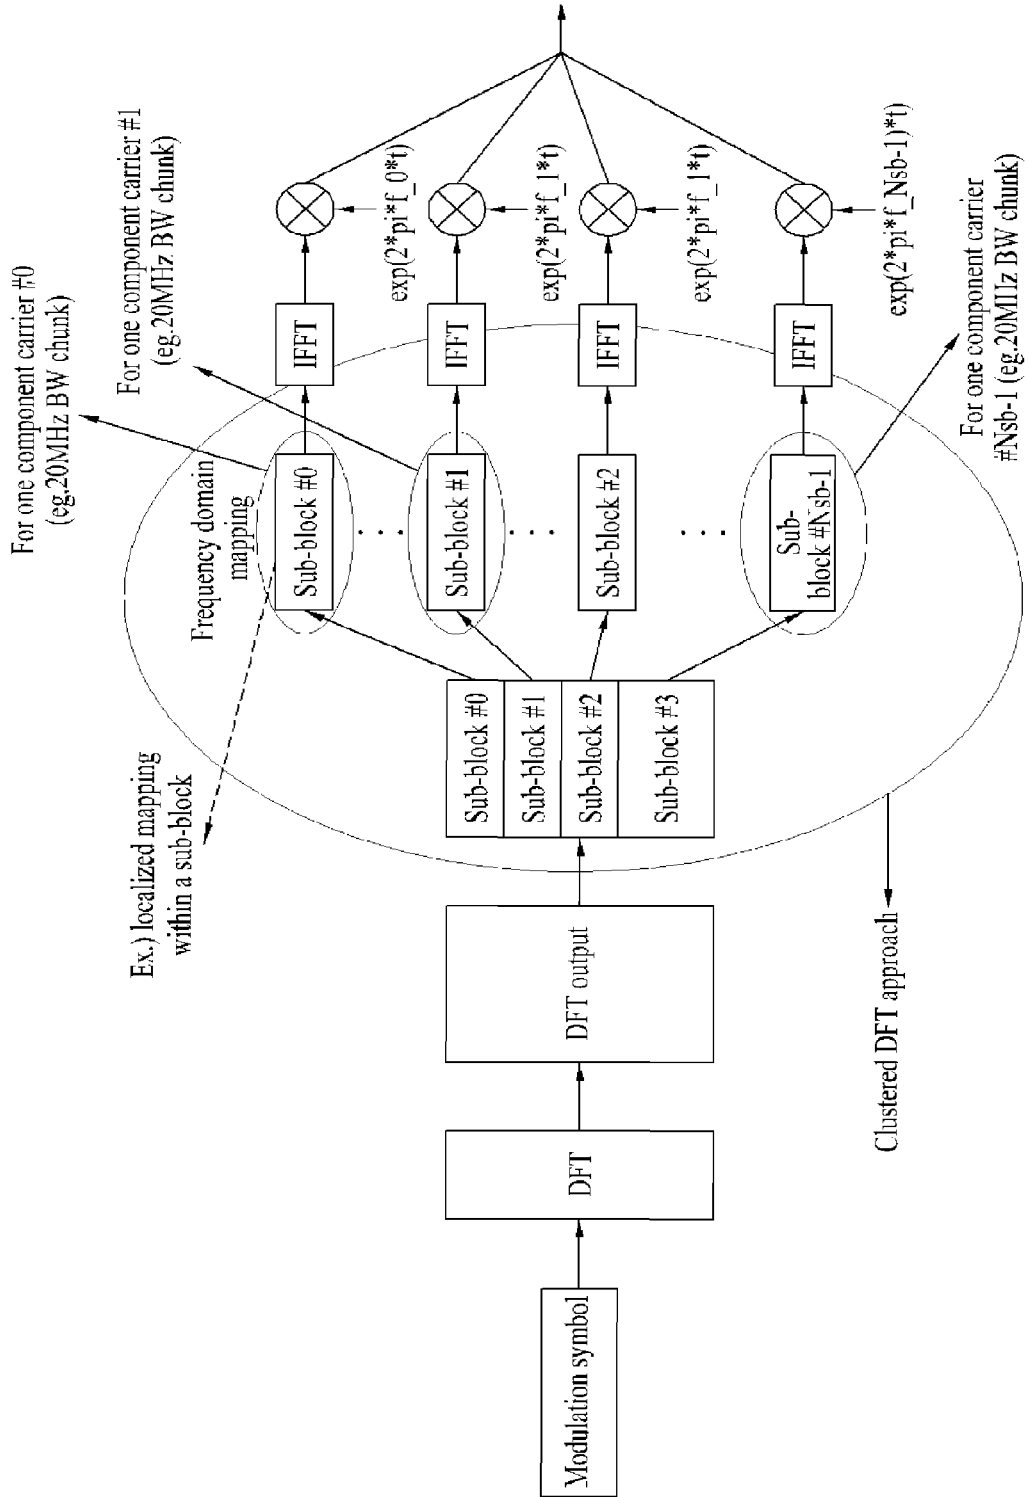 Modulation symbol
DFT
DFT output
Sub-block #0
Sub-block #1
Sub-block #2
Sub-block #3
Clustered DFT approach
Ex.) localized mapping
within a sub-block
Frequency domain
mapping
Sub-block #0
Sub-block #1
Sub-block #2
Sub-
block #Nsb-1
. . .
. . .
. . .
For one component carrier #0
(eg,20MHz BW chunk)
For one component carrier #1
(eg.20MHz BW chunk)
For one component carrier
#Nsb-1 (eg.20MHz BW chunk)
IFFT
IFFT
IFFT
IFFT
exp(2*pi*f_0*t)
exp(2*pi*f_1*t)
exp(2*pi*f_1*t)
exp(2*pi*f_Nsb-1)*t)